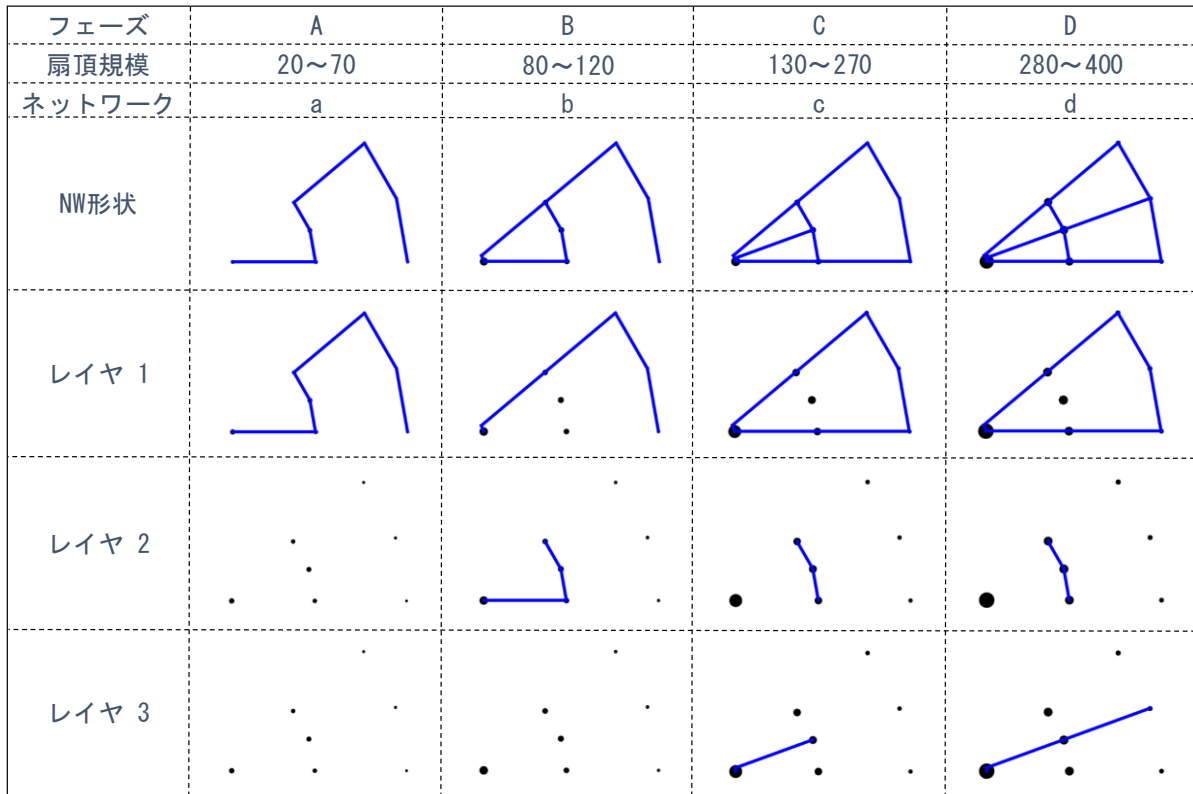 フェーズ A B C D
扇頂規模 20～70 80～120 130～270 280～400
ネットワーク a b c d
NW形状
レイヤ 1
レイヤ 2
レイヤ 3